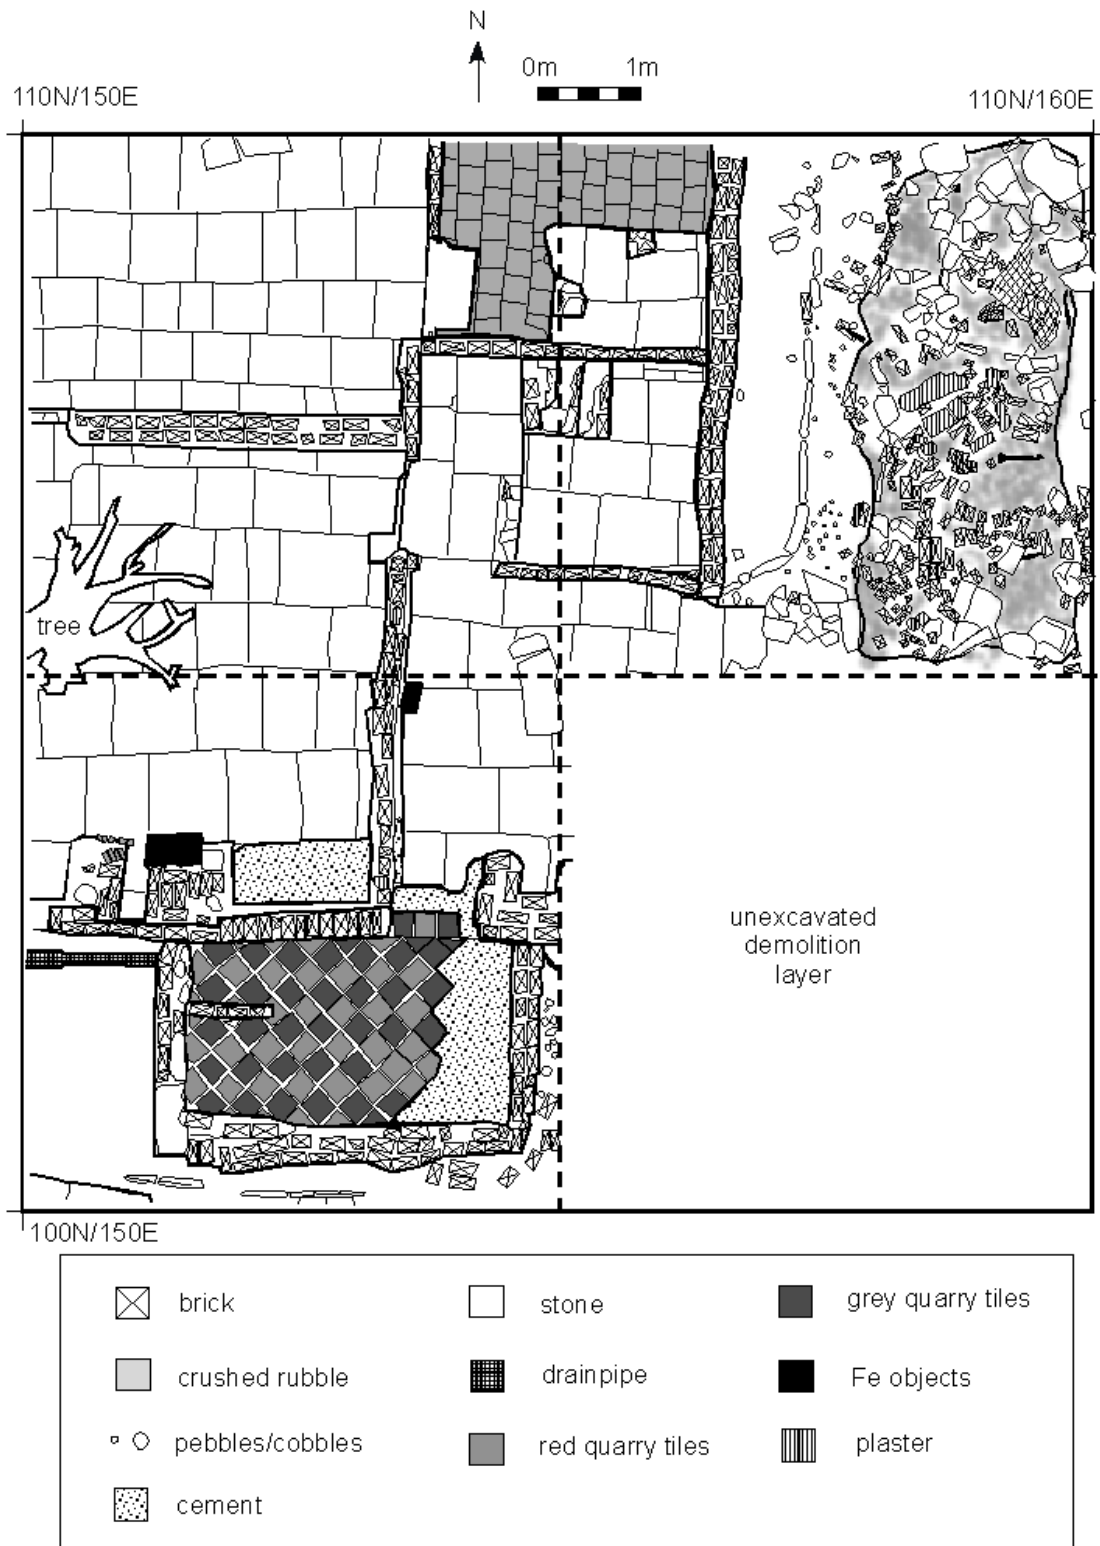 N
0m 1m
110N/150E 110N/160E
tree
unexcavated
demolition
layer
100N/150E
brick stone grey quarry tiles
crushed rubble drainpipe Fe objects
pebbles/cobbles red quarry tiles plaster
cement